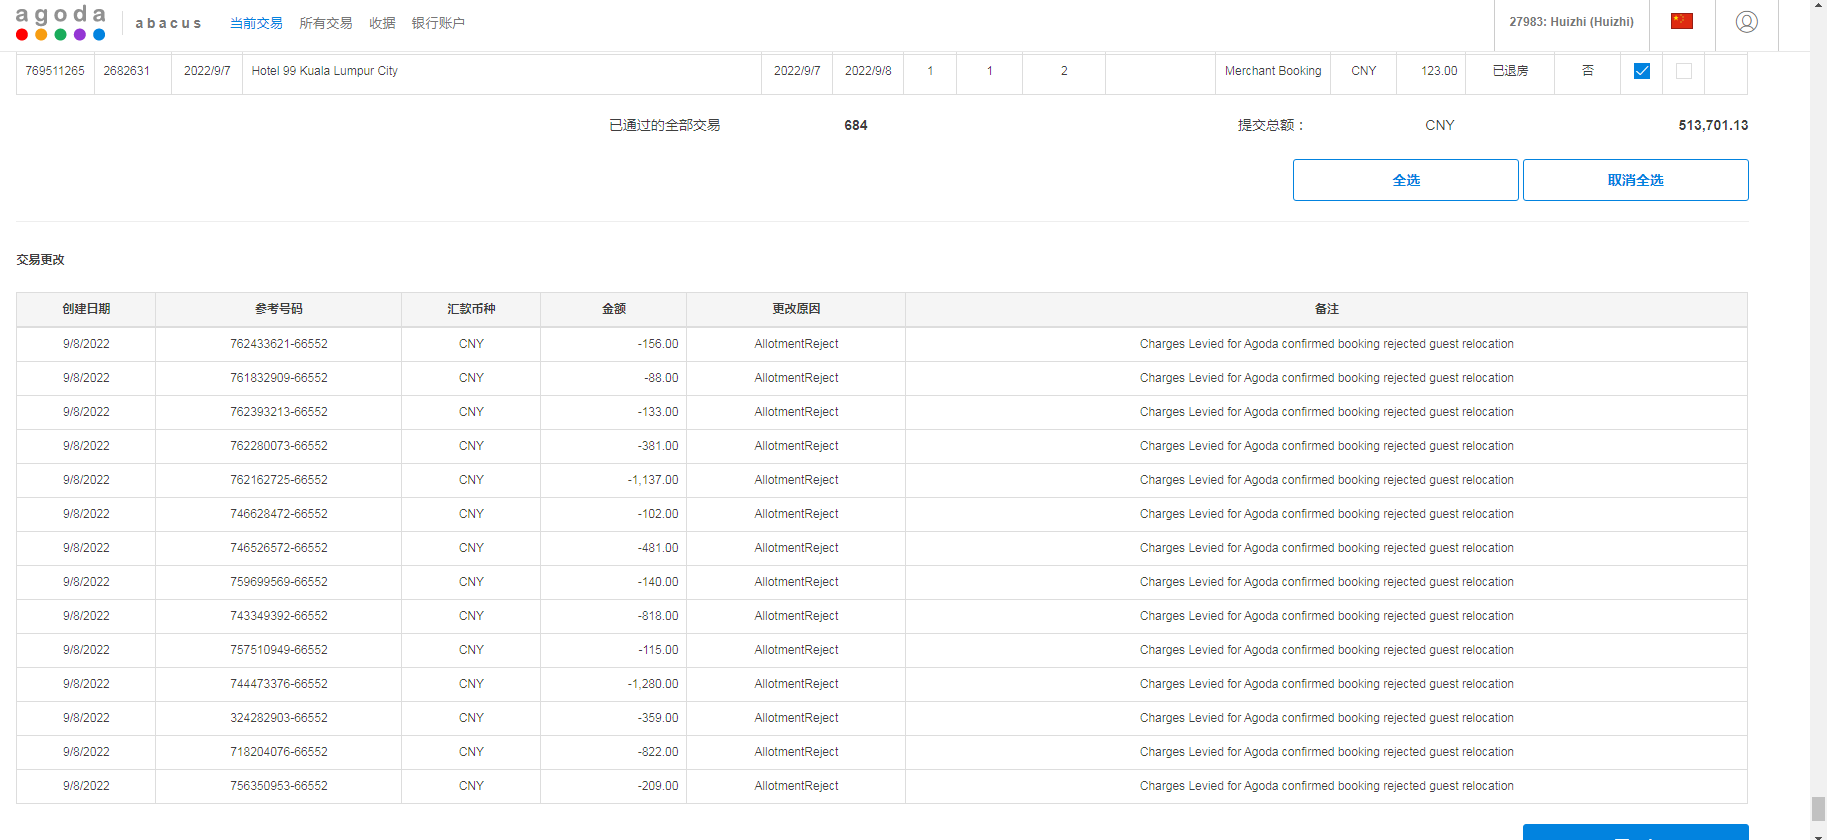 agoda abacus 当前交易 所有交易 收据 银行账户 27983: Huizhi (Huizhi)
769511265 2682631 2022/9/7 Hotel 99 Kuala Lumpur City 2022/9/7 2022/9/8 1 1 2 Merchant Booking CNY 123.00 已退房 否
已通过的全部交易 684 提交总额： CNY 513,701.13
全选 取消全选
交易更改
创建日期 参考号码 汇款币种 金额 更改原因 备注
9/8/2022 762433621-66552 CNY -156.00 AllotmentReject Charges Levied for Agoda confirmed booking rejected guest relocation
9/8/2022 761832909-66552 CNY -88.00 AllotmentReject Charges Levied for Agoda confirmed booking rejected guest relocation
9/8/2022 762393213-66552 CNY -133.00 AllotmentReject Charges Levied for Agoda confirmed booking rejected guest relocation
9/8/2022 762280073-66552 CNY -381.00 AllotmentReject Charges Levied for Agoda confirmed booking rejected guest relocation
9/8/2022 762162725-66552 CNY -1,137.00 AllotmentReject Charges Levied for Agoda confirmed booking rejected guest relocation
9/8/2022 746628472-66552 CNY -102.00 AllotmentReject Charges Levied for Agoda confirmed booking rejected guest relocation
9/8/2022 746526572-66552 CNY -481.00 AllotmentReject Charges Levied for Agoda confirmed booking rejected guest relocation
9/8/2022 759699569-66552 CNY -140.00 AllotmentReject Charges Levied for Agoda confirmed booking rejected guest relocation
9/8/2022 743349392-66552 CNY -818.00 AllotmentReject Charges Levied for Agoda confirmed booking rejected guest relocation
9/8/2022 757510949-66552 CNY -115.00 AllotmentReject Charges Levied for Agoda confirmed booking rejected guest relocation
9/8/2022 744473376-66552 CNY -1,280.00 AllotmentReject Charges Levied for Agoda confirmed booking rejected guest relocation
9/8/2022 324282903-66552 CNY -359.00 AllotmentReject Charges Levied for Agoda confirmed booking rejected guest relocation
9/8/2022 718204076-66552 CNY -822.00 AllotmentReject Charges Levied for Agoda confirmed booking rejected guest relocation
9/8/2022 756350953-66552 CNY -209.00 AllotmentReject Charges Levied for Agoda confirmed booking rejected guest relocation